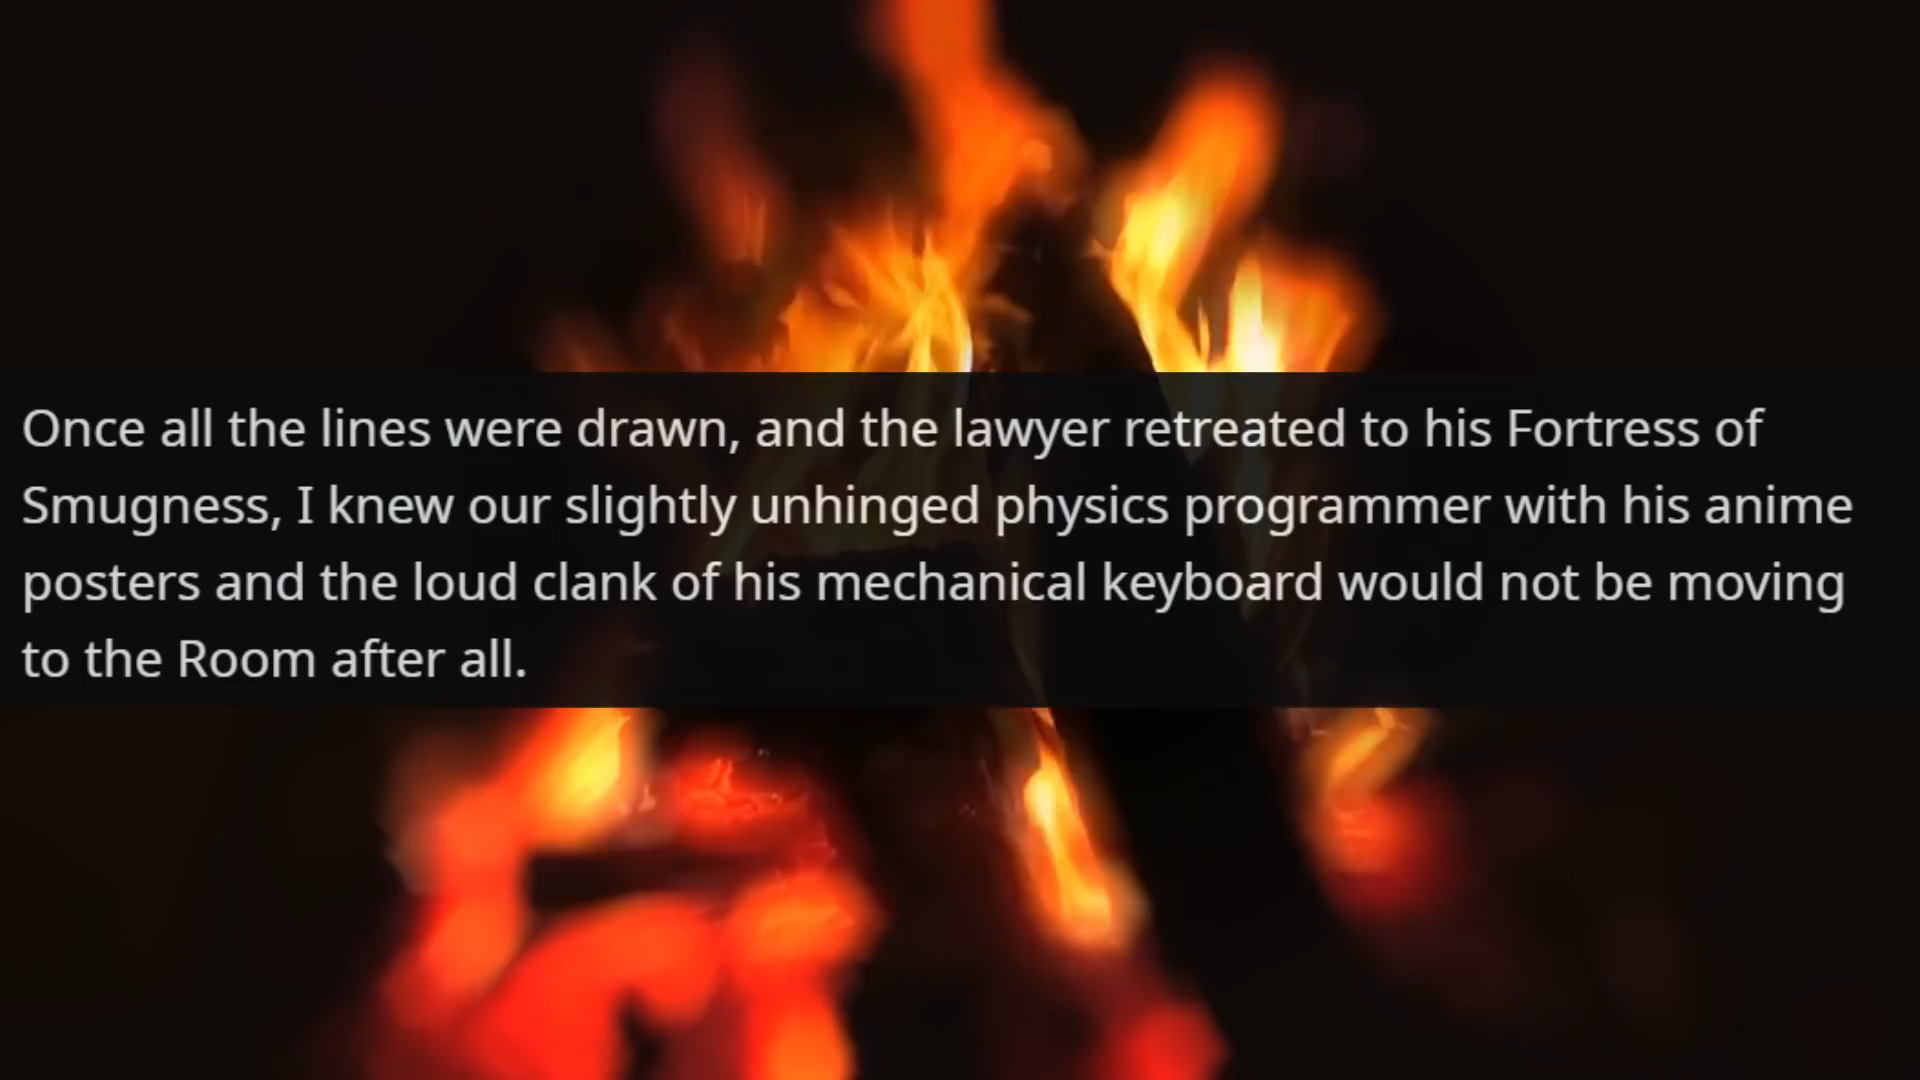 Once all the lines were drawn, and the lawyer retreated to his Fortress of
Smugness, I knew our slightly unhinged physics programmer with his anime
posters and the loud clank of his mechanical keyboard would not be moving
to the Room after all.